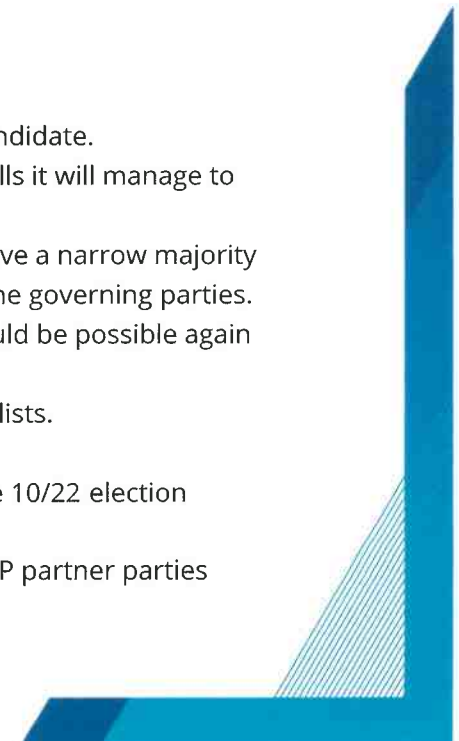 ndidate.
lls it will manage to
ve a narrow majority
ne governing parties.
uld be possible again
lists.
e 10/22 election
P partner parties